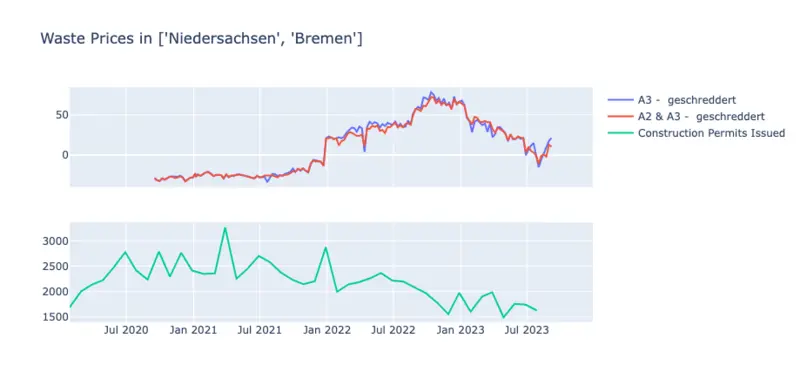 Waste Prices in ['Niedersachsen', 'Bremen']
50
0
A3 - geschreddert
A2 & A3 - geschreddert
Construction Permits Issued
3000
2500
2000
1500
Jul 2020 Jan 2021 Jul 2021 Jan 2022 Jul 2022 Jan 2023 Jul 2023